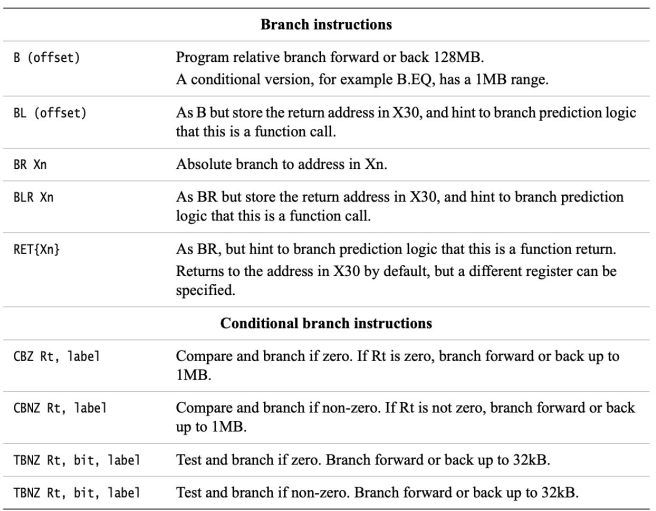 Branch instructions
B (offset) Program relative branch forward or back 128MB.
A conditional version, for example B.EQ, has a 1MB range.
BL (offset) As B but store the return address in X30, and hint to branch prediction logic
that this is a function call.
BR Xn Absolute branch to address in Xn.
BLR Xn As BR but store the return address in X30, and hint to branch prediction
logic that this is a function call.
RET{Xn} As BR, but hint to branch prediction logic that this is a function return.
Returns to the address in X30 by default, but a different register can be
specified.
Conditional branch instructions
CBZ Rt, label Compare and branch if zero. If Rt is zero, branch forward or back up to
1MB.
CBNZ Rt, label Compare and branch if non-zero. If Rt is not zero, branch forward or back
up to 1MB.
TBNZ Rt, bit, label Test and branch if zero. Branch forward or back up to 32kB.
TBNZ Rt, bit, label Test and branch if non-zero. Branch forward or back up to 32kB.